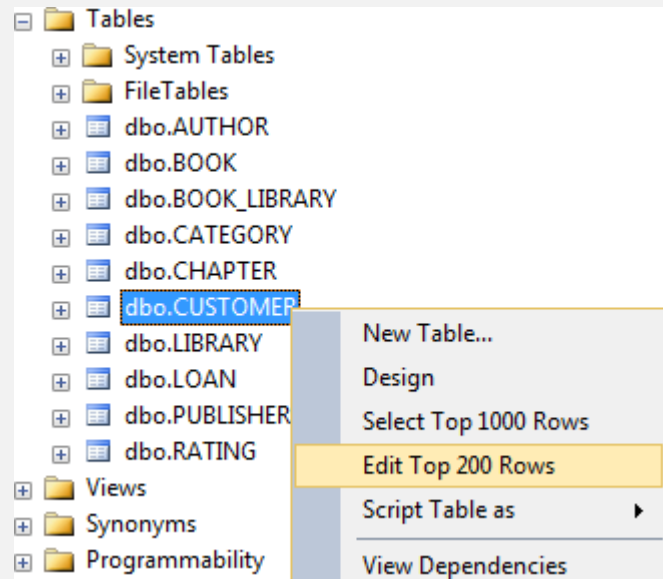 Tables
System Tables
FileTables
dbo.AUTHOR
dbo.BOOK
dbo.BOOK_LIBRARY
dbo.CATEGORY
dbo.CHAPTER
dbo.CUSTOMER
dbo.LIBRARY
dbo.LOAN
dbo.PUBLISHER
dbo.RATING
Views
Synonyms
Programmability
New Table...
Design
Select Top 1000 Rows
Edit Top 200 Rows
Script Table as
View Dependencies